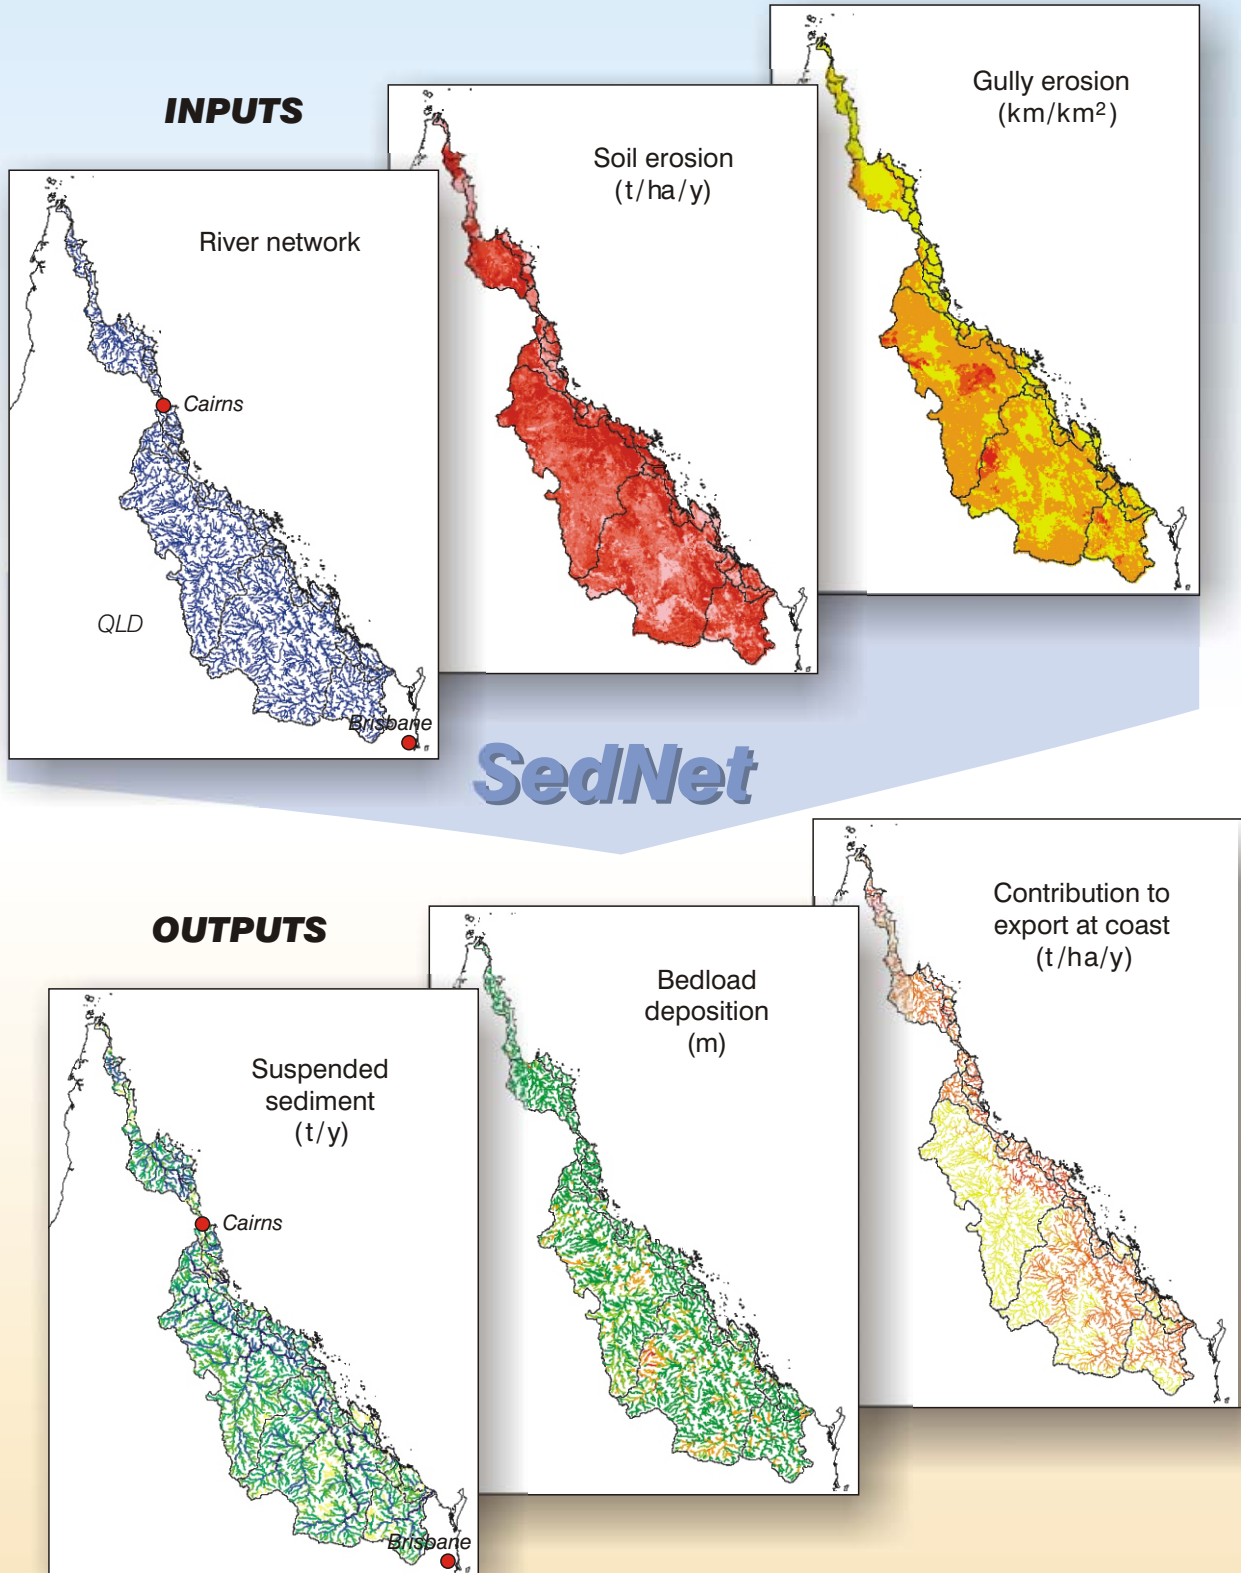 INPUTS
River network
Cairns
QLD
Brisbane
Soil erosion
(t/ha/y)
Gully erosion
(km/km²)
SedNet
OUTPUTS
Suspended
sediment
(t/y)
Cairns
Brisbane
Bedload
deposition
(m)
Contribution to
export at coast
(t/ha/y)